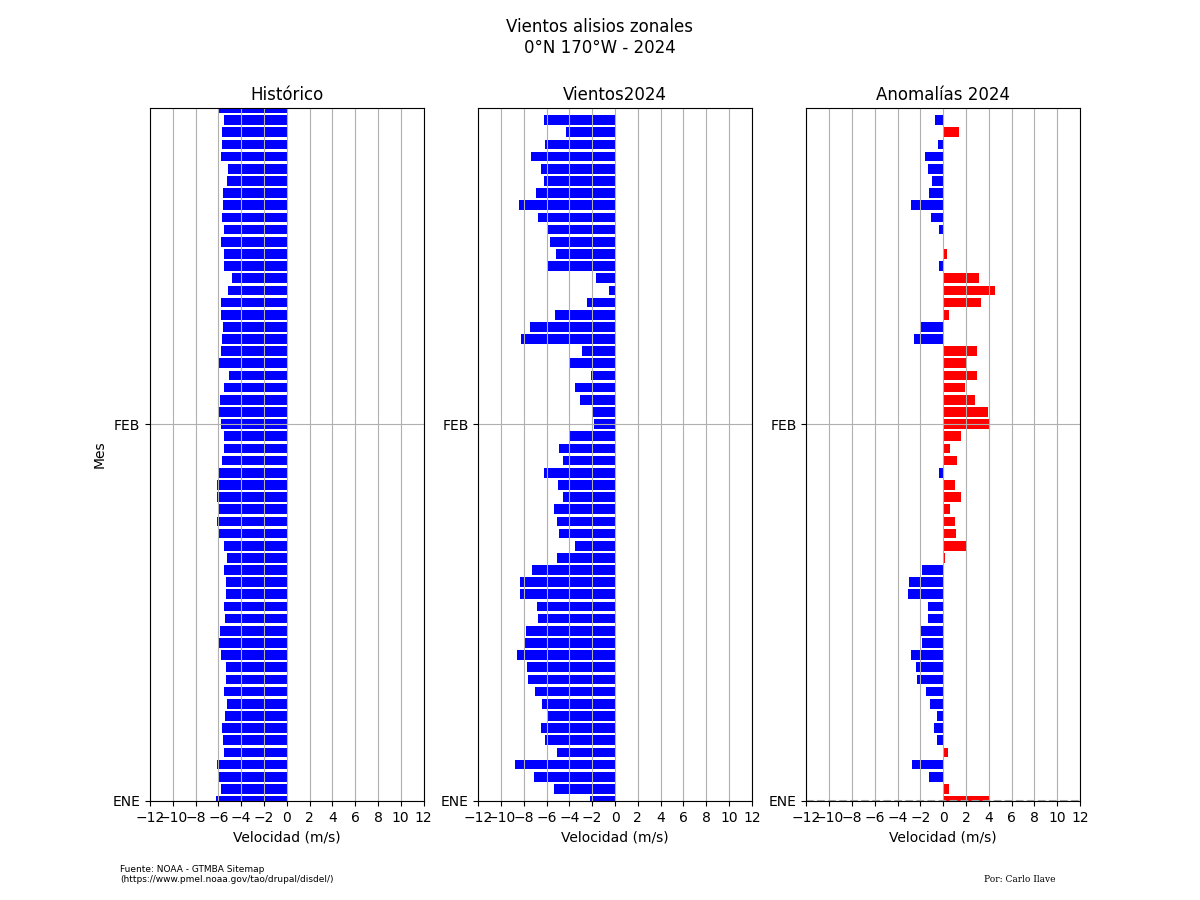 Vientos alisios zonales
0°N 170°W - 2024
Histórico
Vientos2024
Anomalías 2024
FEB
FEB
FEB
Mes
ENE
ENE
ENE
−12 −10 −8 −6 −4 −2 0 2 4 6 8 10 12
−12 −10 −8 −6 −4 −2 0 2 4 6 8 10 12
−12 −10 −8 −6 −4 −2 0 2 4 6 8 10 12
Velocidad (m/s)
Velocidad (m/s)
Velocidad (m/s)
Fuente: NOAA - GTMBA Sitemap
(https://www.pmel.noaa.gov/tao/drupal/disdel/)
Por: Carlo Ilave